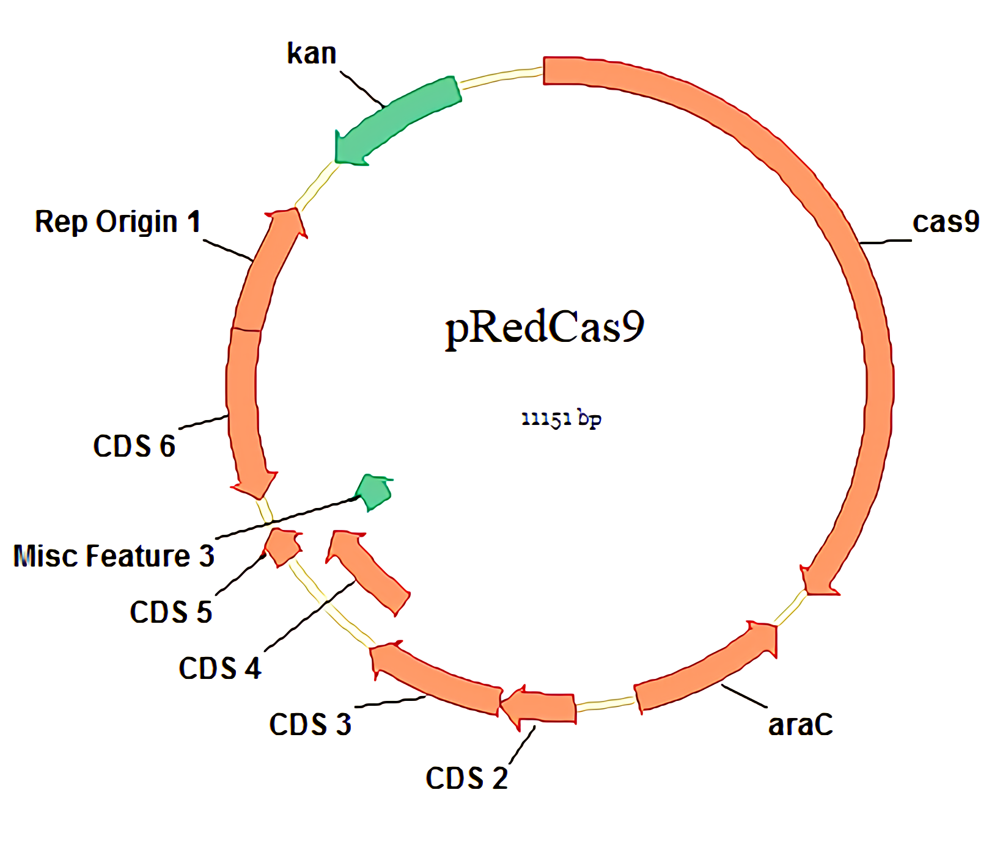 kan
Rep Origin 1
cas9
pRedCas9
11151 bp
CDS 6
Misc Feature 3
CDS 5
CDS 4
CDS 3
araC
CDS 2